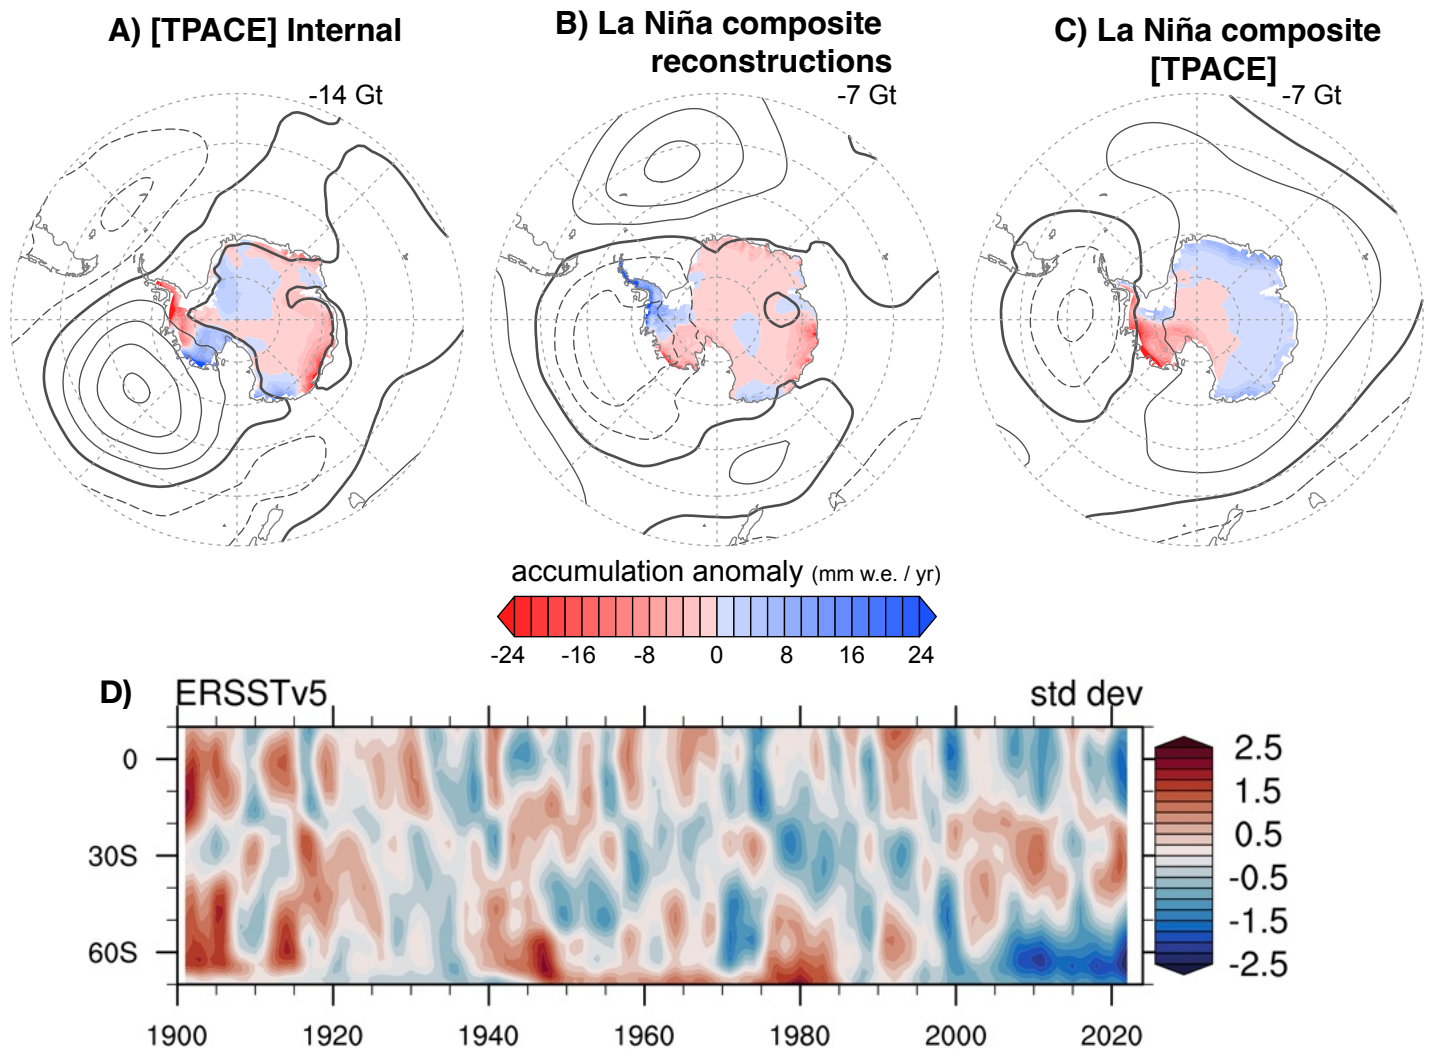 A) [TPACE] Internal
B) La Niña composite
reconstructions
C) La Niña composite
[TPACE]
-14 Gt
-7 Gt
-7 Gt
accumulation anomaly (mm w.e. / yr)
-24 -16 -8 0 8 16 24
D) ERSSTv5 std dev
0
30S
60S
2.5
1.5
0.5
-0.5
-1.5
-2.5
1900 1920 1940 1960 1980 2000 2020